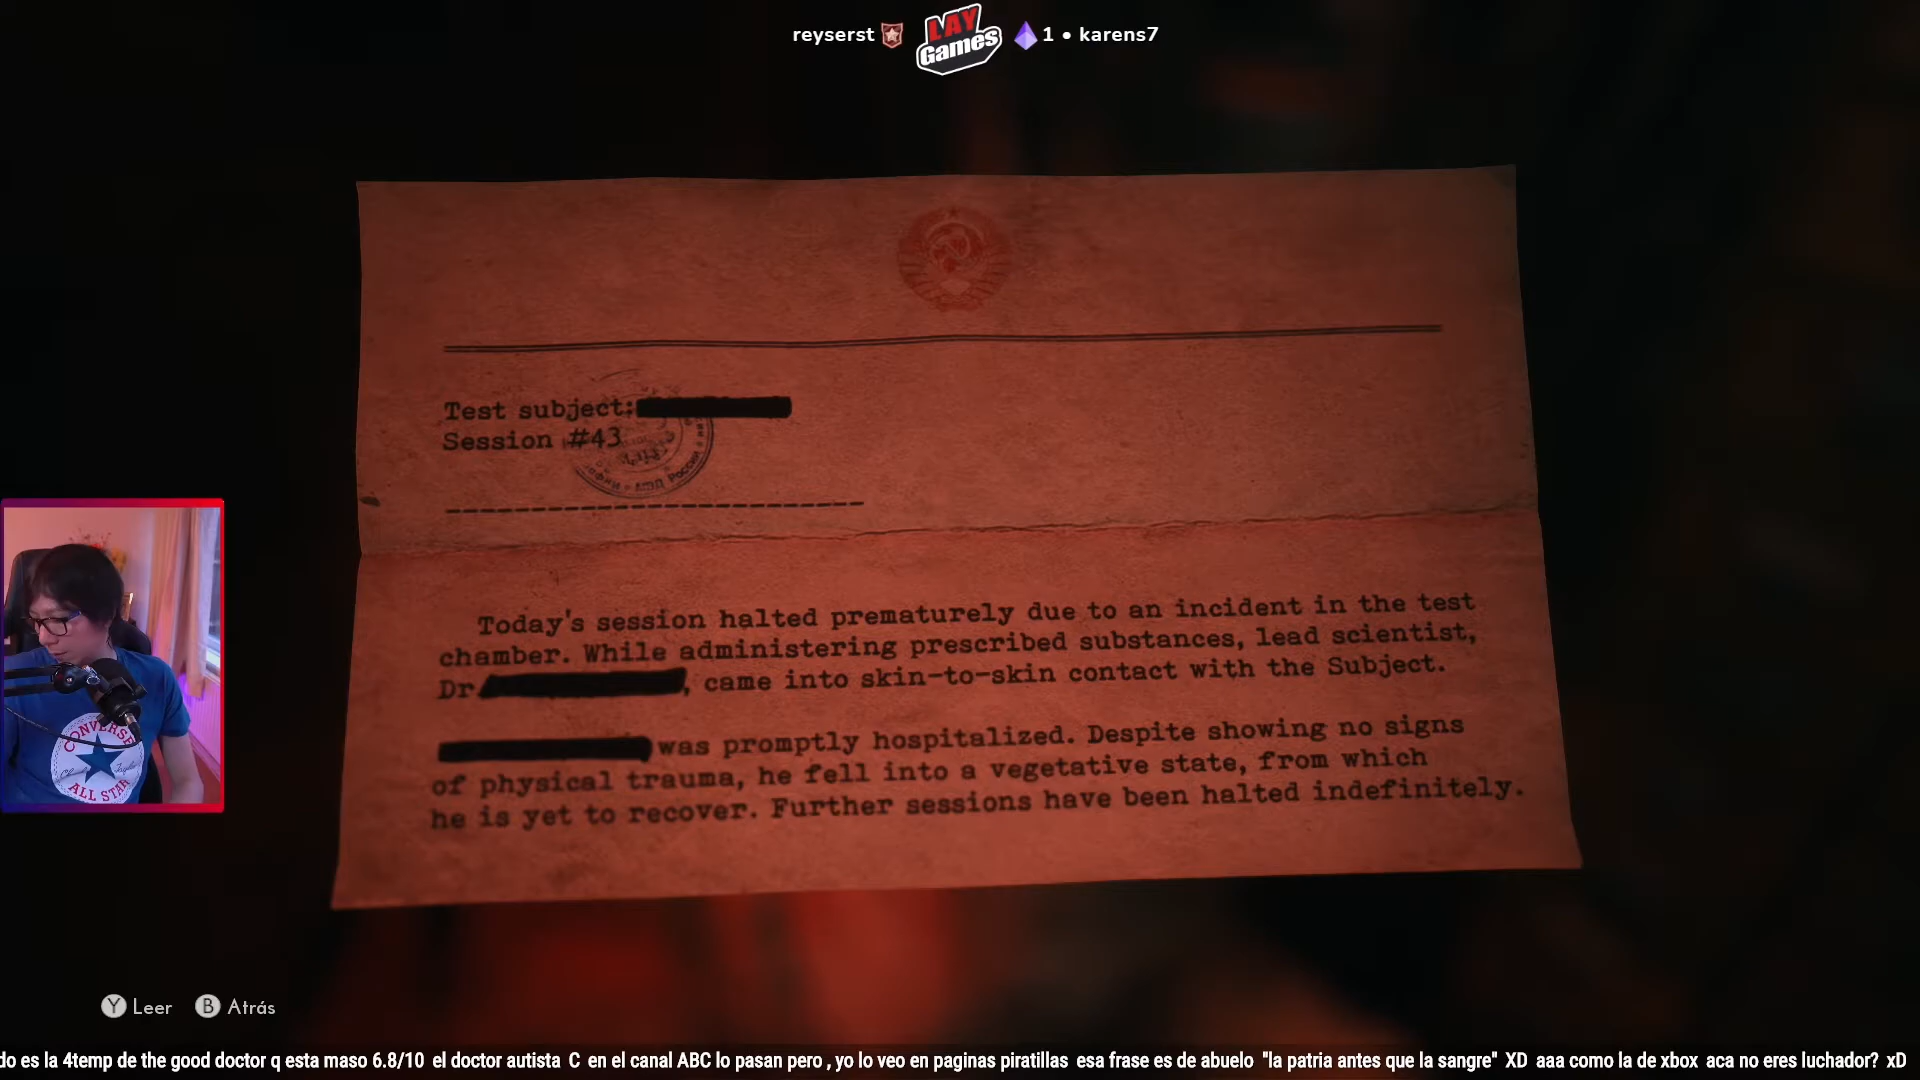 reyserst
LAY
Games
1 • karens7
Test subject:
Session #43
Today's session halted prematurely due to an incident in the test
chamber. While administering prescribed substances, lead scientist,
Dr , came into skin-to-skin contact with the Subject.
was promptly hospitalized. Despite showing no signs
of physical trauma, he fell into a vegetative state, from which
he is yet to recover. Further sessions have been halted indefinitely.
CONVERSE
ALL STAR
Y Leer B Atrás
do es la 4temp de the good doctor q esta maso 6.8/10 el doctor autista C en el canal ABC lo pasan pero , yo lo veo en paginas piratillas esa frase es de abuelo "la patria antes que la sangre" XD aaa como la de xbox aca no eres luchador? xD